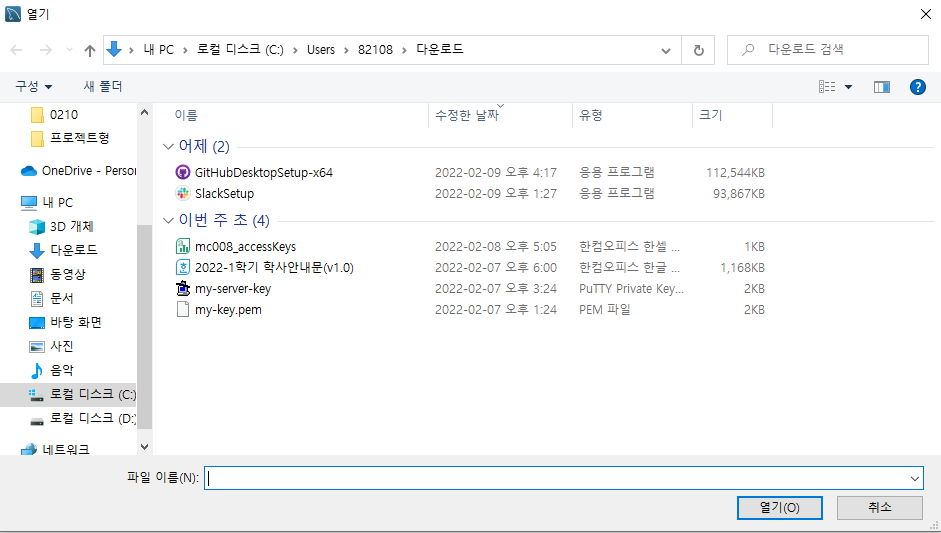 열기
내 PC > 로컬 디스크 (C:) > Users > 82108 > 다운로드
다운로드 검색
구성
새 폴더
0210
프로젝트형
OneDrive - Person
내 PC
3D 개체
다운로드
동영상
문서
바탕 화면
사진
음악
로컬 디스크 (C:)
로컬 디스크 (D:)
네트워크
이름 수정한 날짜 유형 크기
어제 (2)
GitHubDesktopSetup-x64 2022-02-09 오후 4:17 응용 프로그램 112,544KB
SlackSetup 2022-02-09 오후 1:27 응용 프로그램 93,867KB
이번 주 초 (4)
mc008_accessKeys 2022-02-08 오후 5:05 한컴오피스 한셀 ... 1KB
2022-1학기 학사안내문(v1.0) 2022-02-07 오후 6:00 한컴오피스 한글 ... 1,168KB
my-server-key 2022-02-07 오후 3:24 PuTTY Private Key... 2KB
my-key.pem 2022-02-07 오후 1:24 PEM 파일 2KB
파일 이름(N):
열기(O)
취소